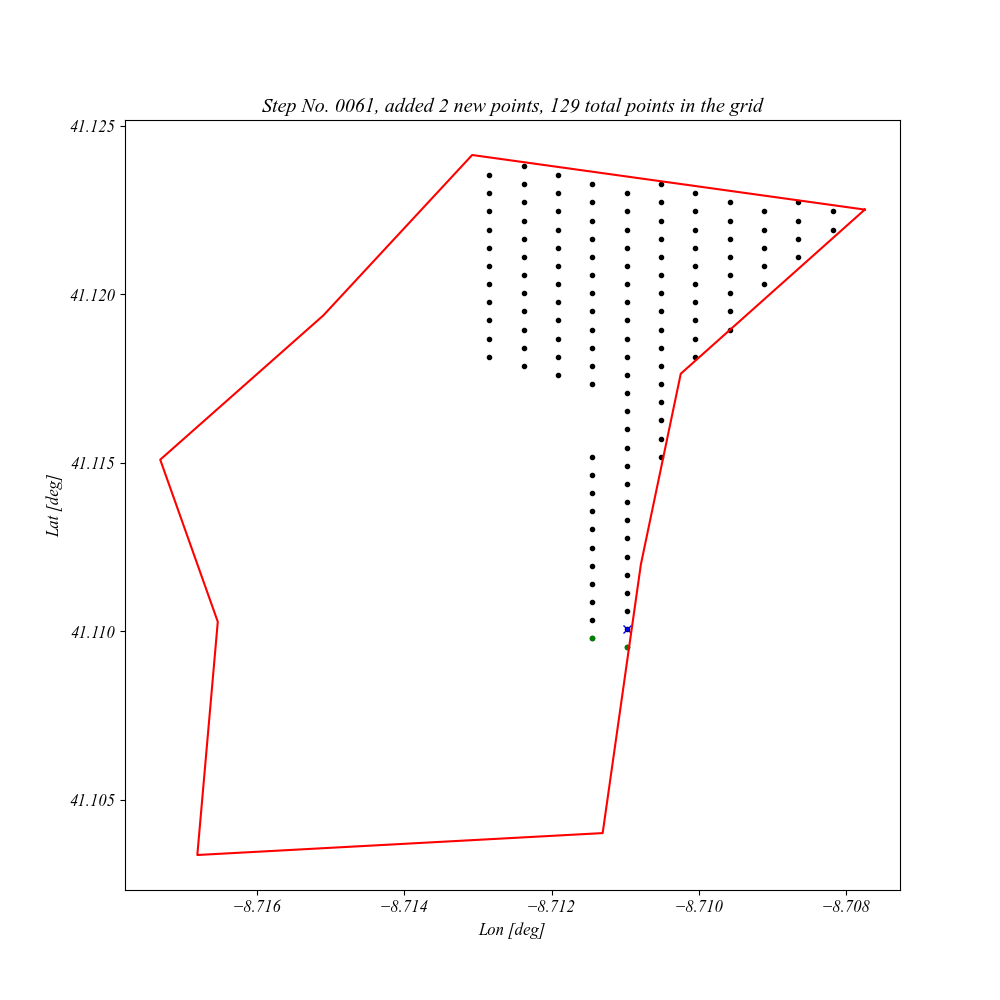 Step No. 0061, added 2 new points, 129 total points in the grid
41.125
41.120
41.115
41.110
41.105
Lat [deg]
−8.716 −8.714 −8.712 −8.710 −8.708
Lon [deg]